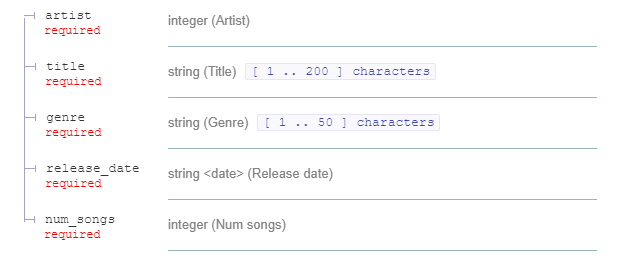 artist integer (Artist)
required
title string (Title) [ 1 .. 200 ] characters
required
genre string (Genre) [ 1 .. 50 ] characters
required
release_date string <date> (Release date)
required
num_songs integer (Num songs)
required